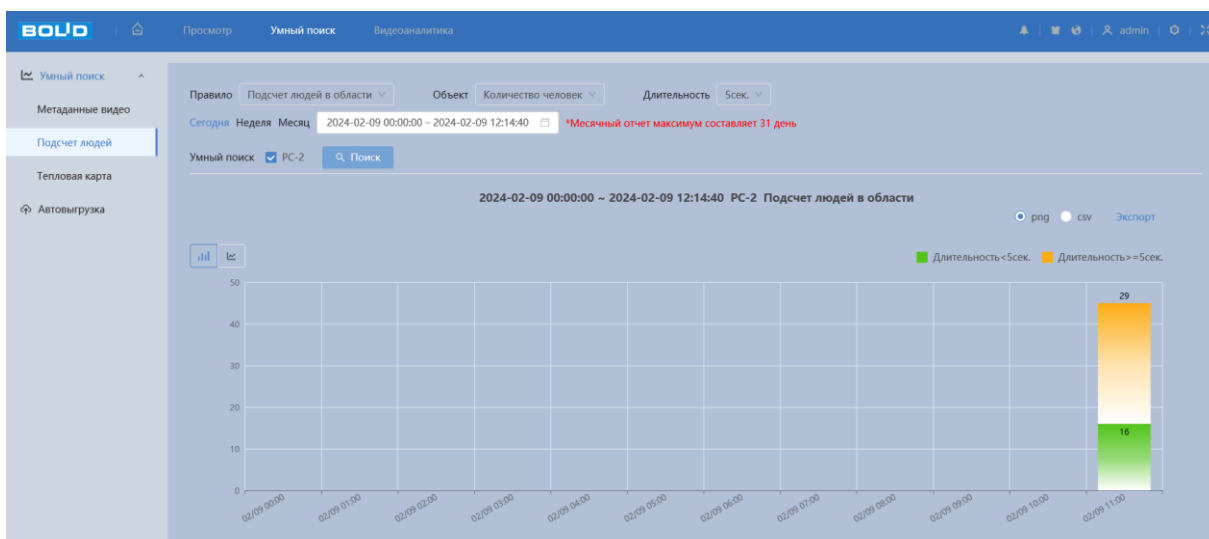 BOLID Просмотр Умный поиск Видеоаналитика admin
Умный поиск
Метаданные видео
Подсчет людей
Тепловая карта
Автовыгрузка
Правило Подсчет людей в области Объект Количество человек Длительность 5сек.
Сегодня Неделя Месяц 2024-02-09 00:00:00 ~ 2024-02-09 12:14:40 *Месячный отчет максимум составляет 31 день
Умный поиск PC-2 Поиск
2024-02-09 00:00:00 ~ 2024-02-09 12:14:40 PC-2 Подсчет людей в области
png csv Экспорт
Длительность<5сек. Длительность>=5сек.
50
40
30
20
10
0
29
16
02/09 00:00 02/09 01:00 02/09 02:00 02/09 03:00 02/09 04:00 02/09 05:00 02/09 06:00 02/09 07:00 02/09 08:00 02/09 09:00 02/09 10:00 02/09 11:00